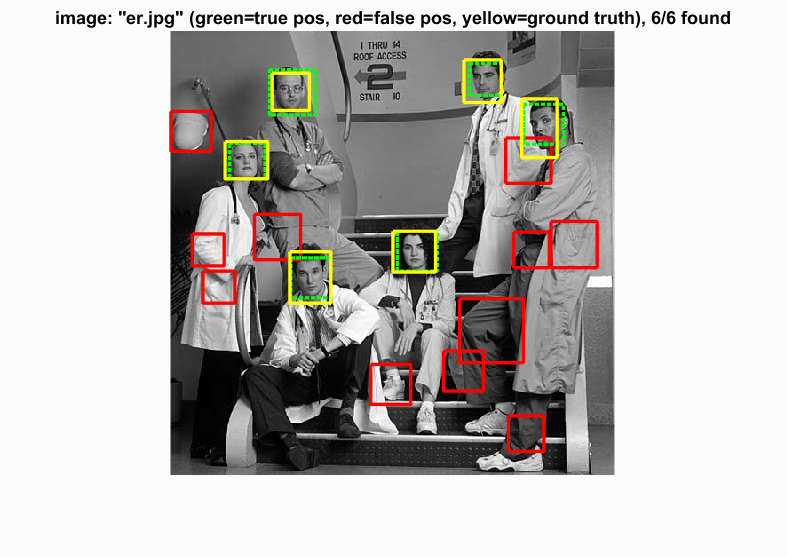 image: "er.jpg" (green=true pos, red=false pos, yellow=ground truth), 6/6 found
1 THRU 14
ROOF ACCESS
2
STAIR 10